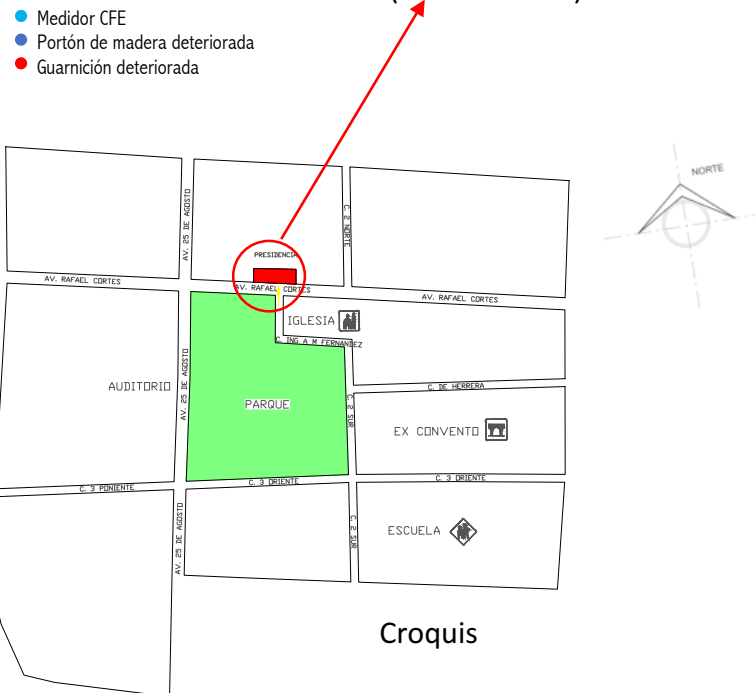 Medidor CFE
Portón de madera deteriorada
Guarnición deteriorada
NORTE
AV. 25 DE AGOSTO
C. 2 NORTE
PRESIDENCIA
AV. RAFAEL CORTES
AV. RAFAEL CORTES
AV. RAFAEL CORTES
IGLESIA
C. ING A M FERNANDEZ
AUDITORIO
AV. 25 DE AGOSTO
C. DE HERRERA
PARQUE
C. 2 SUR
EX CONVENTO
C. 3 PONIENTE
C. 3 ORIENTE
C. 3 ORIENTE
AV. 25 DE AGOSTO
C. 2 SUR
ESCUELA
Croquis